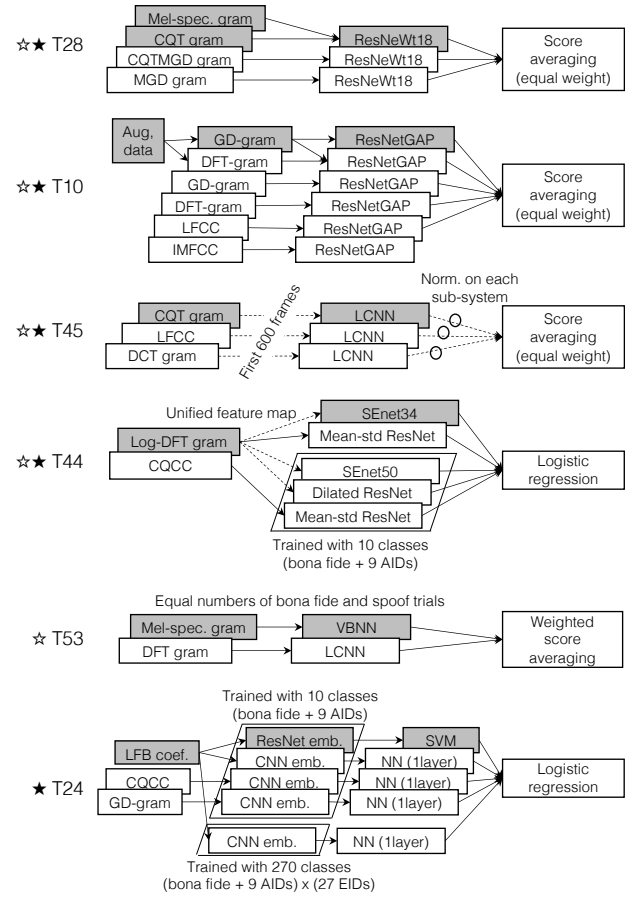 Mel-spec. gram
CQT gram
CQTMGD gram
MGD gram
ResNeWt18
ResNeWt18
ResNeWt18
Score
averaging
(equal weight)
☆★ T28
Aug,
data
GD-gram
DFT-gram
GD-gram
DFT-gram
LFCC
IMFCC
ResNetGAP
ResNetGAP
ResNetGAP
ResNetGAP
ResNetGAP
ResNetGAP
Score
averaging
(equal weight)
☆★ T10
CQT gram
LFCC
DCT gram
First 600 frames
LCNN
LCNN
LCNN
Norm. on each
sub-system
Score
averaging
(equal weight)
☆★ T45
Unified feature map
Log-DFT gram
CQCC
SEnet34
Mean-std ResNet
SEnet50
Dilated ResNet
Mean-std ResNet
Trained with 10 classes
(bona fide + 9 AIDs)
Logistic
regression
☆★ T44
Equal numbers of bona fide and spoof trials
Mel-spec. gram
DFT gram
VBNN
LCNN
Weighted
score
averaging
☆ T53
Trained with 10 classes
(bona fide + 9 AIDs)
LFB coef.
CQCC
GD-gram
ResNet emb.
CNN emb.
CNN emb.
CNN emb.
CNN emb.
SVM
NN (1layer)
NN (1layer)
NN (1layer)
NN (1layer)
Logistic
regression
★ T24
Trained with 270 classes
(bona fide + 9 AIDs) x (27 EIDs)